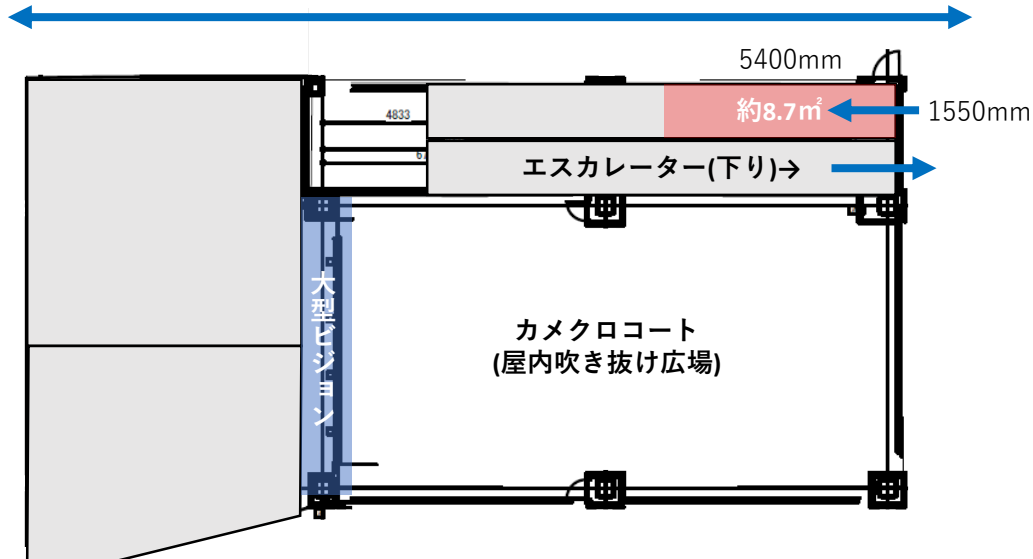 5400mm
約8.7㎡
1550mm
4833
エスカレーター(下り)→
大型ビジョン
カメクロコート
(屋内吹き抜け広場)